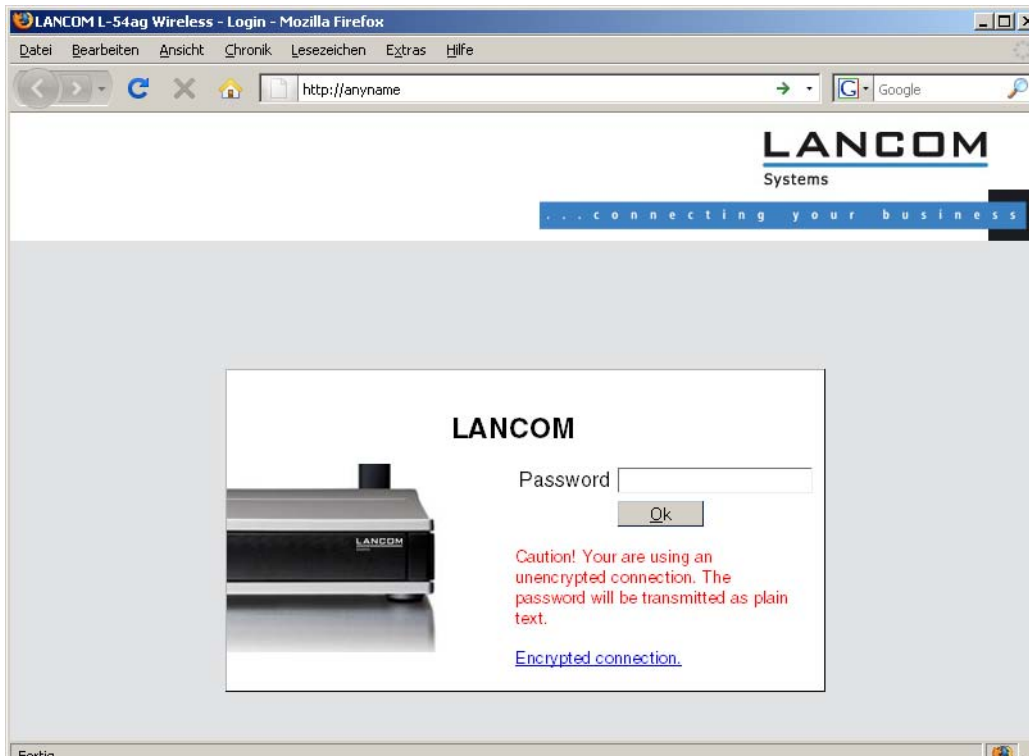 LANCOM L-54ag Wireless - Login - Mozilla Firefox
Datei Bearbeiten Ansicht Chronik Lesezeichen Extras Hilfe
http://anyname
G Google
LANCOM
Systems
...connecting your business
LANCOM
Password
Ok
LANCOM
Caution! Your are using an
unencrypted connection. The
password will be transmitted as plain
text.
Encrypted connection.
Fertig